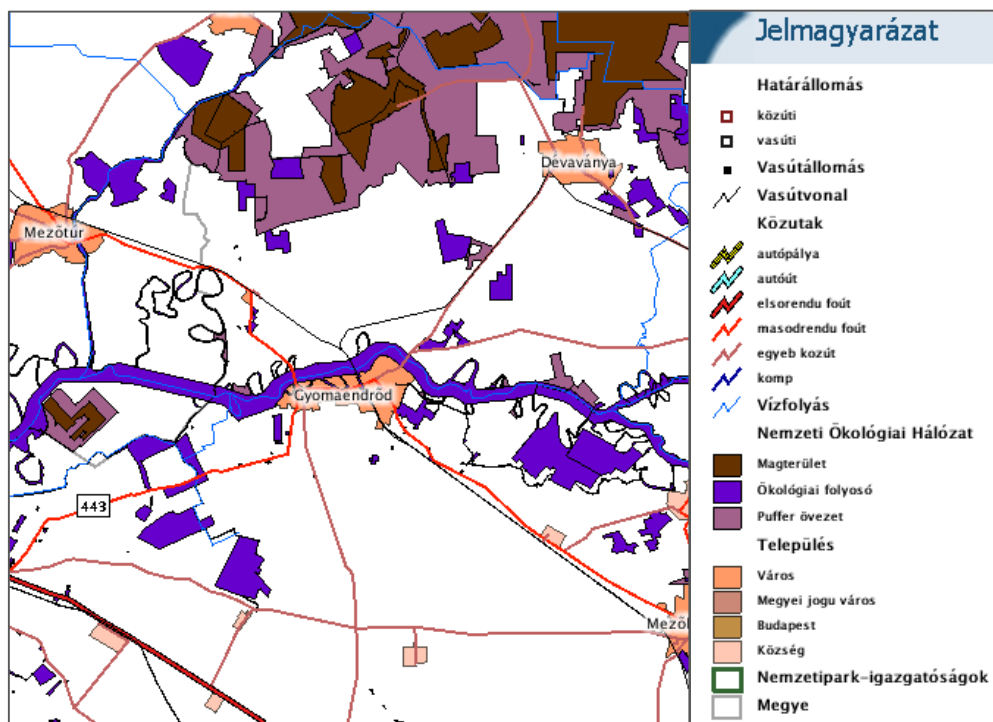 Jelmagyarázat
Határállomás
közúti
vasúti
Vasútállomás
Vasútvonal
Közutak
autópálya
autóút
elsorendu foút
masodrendu foút
egyeb kozút
komp
Vízfolyás
Nemzeti Ökológiai Hálózat
Magterület
Ökológiai folyosó
Puffer övezet
Település
Város
Megyei jogu város
Budapest
Község
Nemzetipark-igazgatóságok
Megye
Dévaványa
Mezőtúr
Gyomaendrőd
443